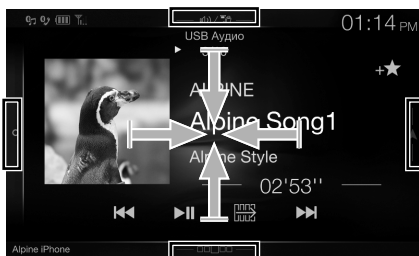 01:14 PM
USB Аудио
ALPINE
Alpine Song1
Alpine Style
02'53''
Alpine iPhone